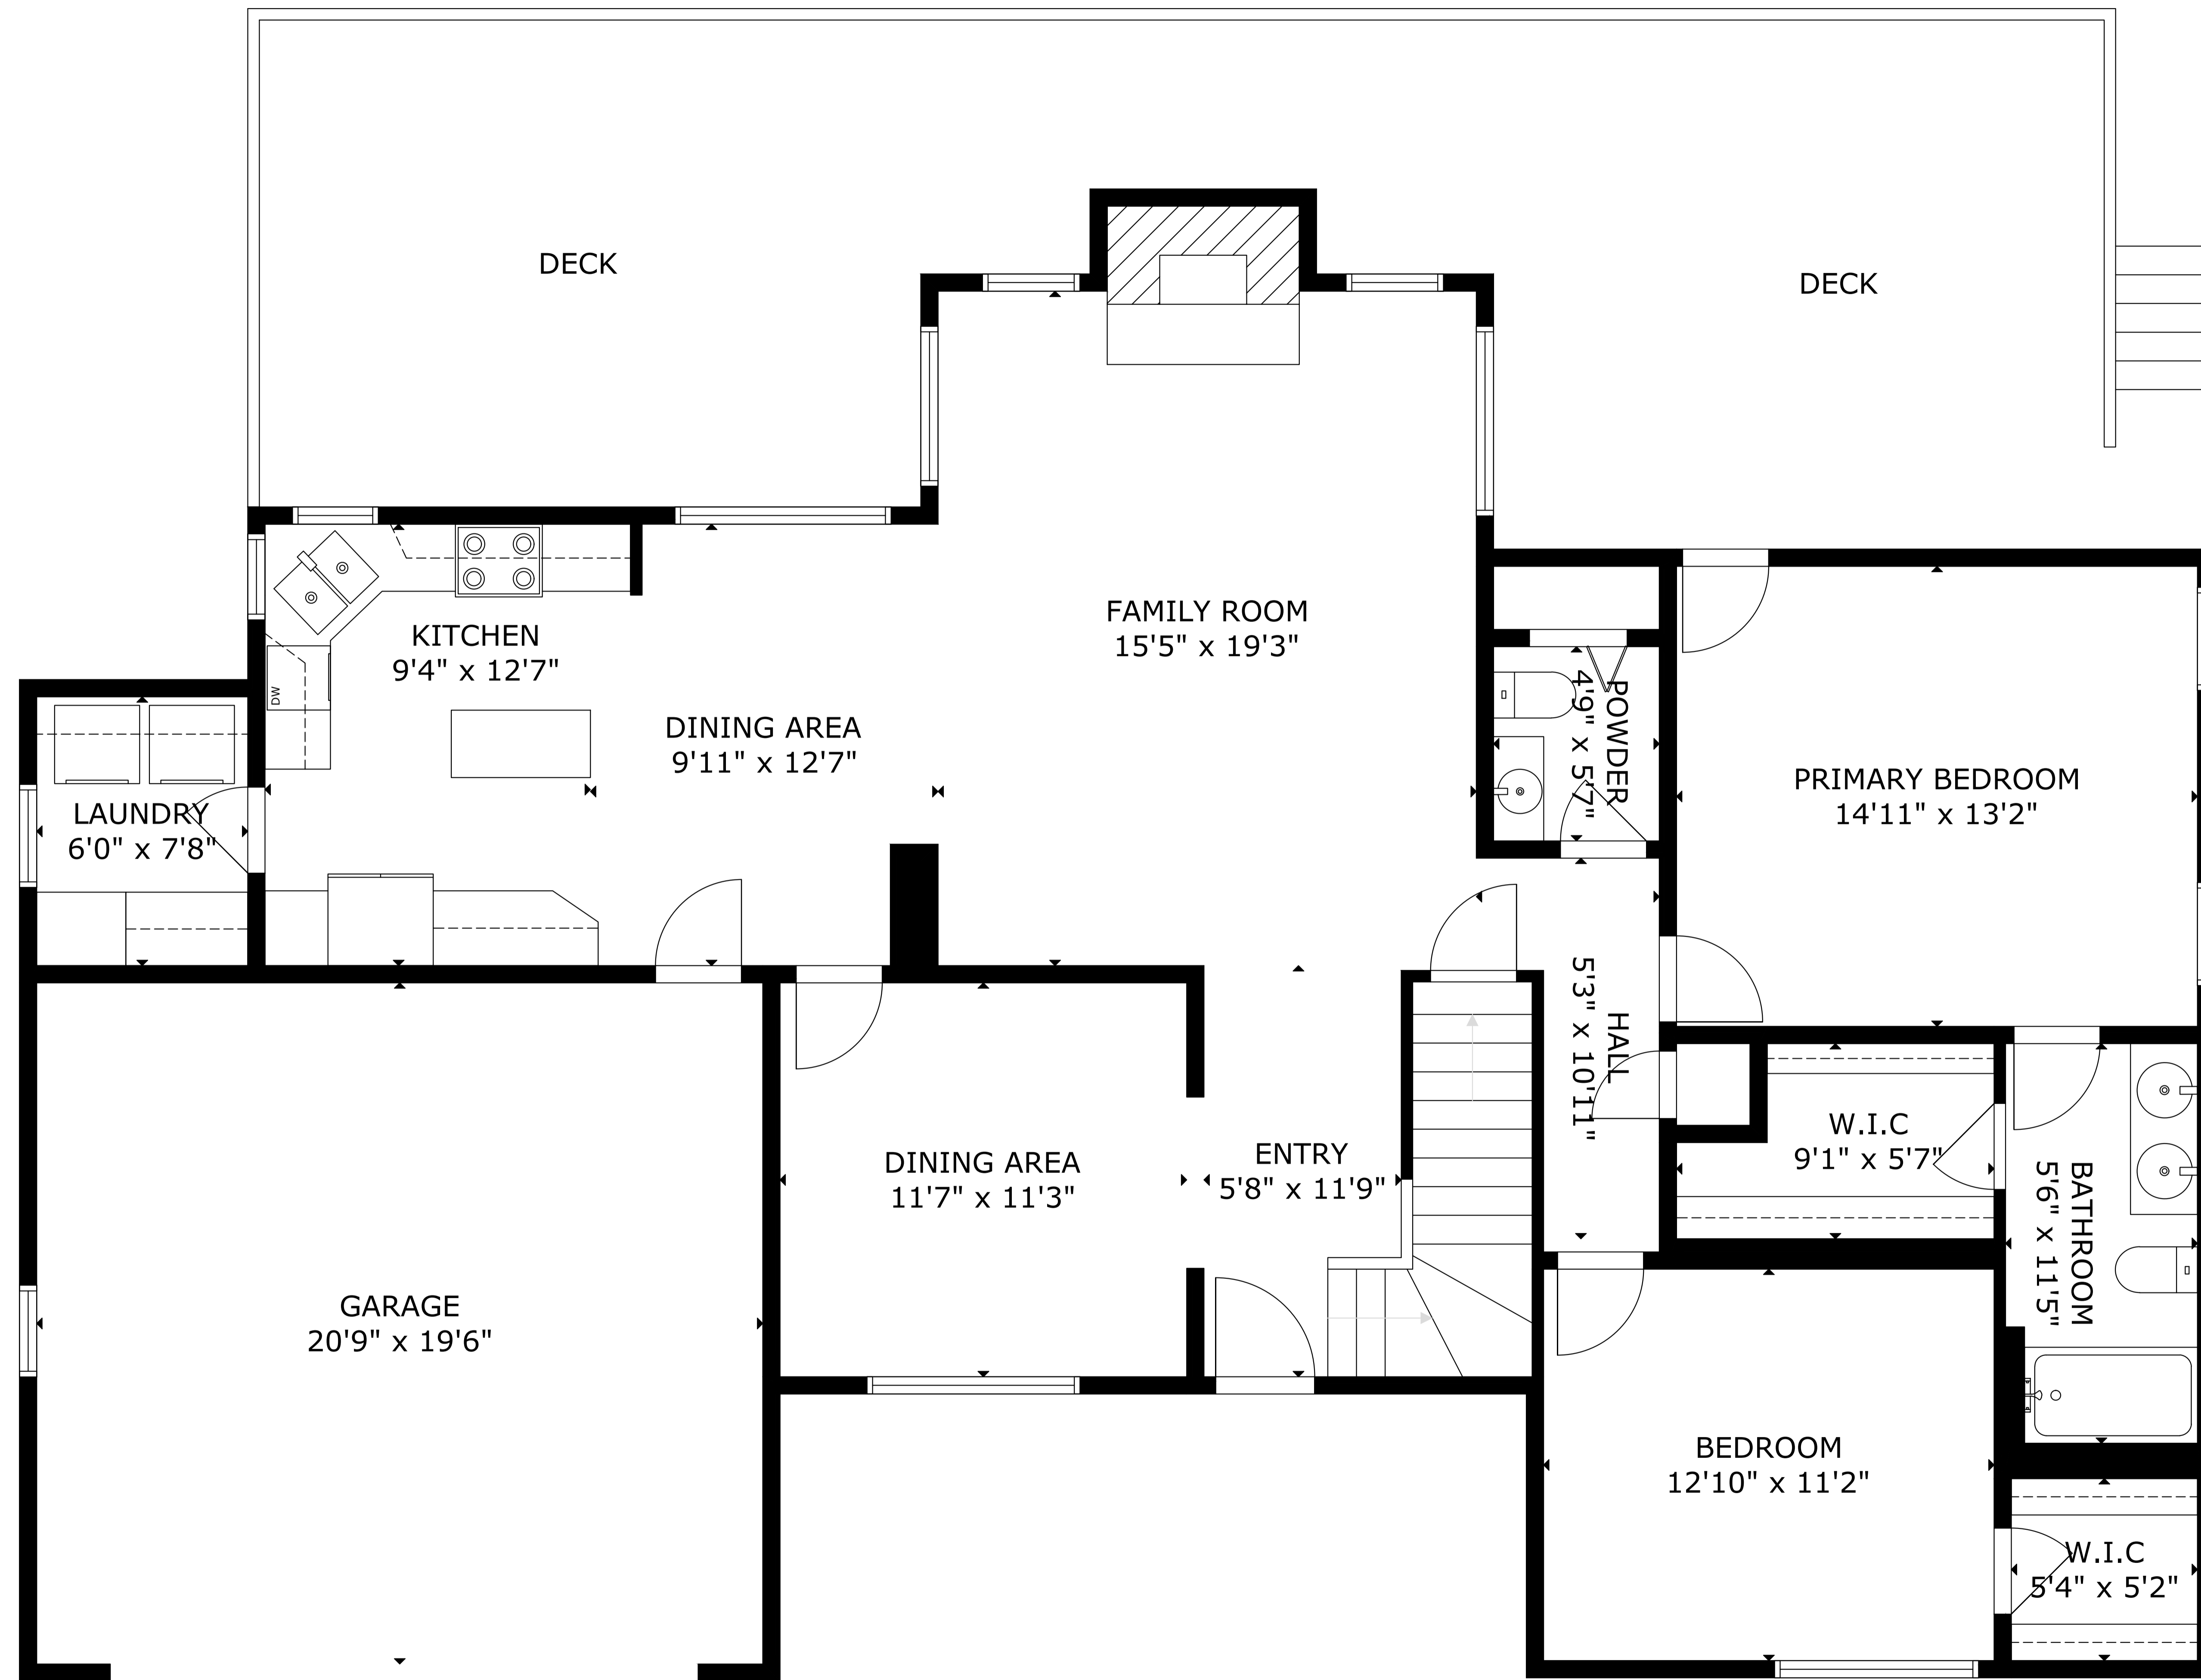 DECK
DECK
FAMILY ROOM
15'5" x 19'3"
KITCHEN
9'4" x 12'7"
DW
DINING AREA
9'11" x 12'7"
POWDER
4'9" x 5'7"
PRIMARY BEDROOM
14'11" x 13'2"
LAUNDRY
6'0" x 7'8"
HALL
5'3" x 10'11"
W.I.C
9'1" x 5'7"
DINING AREA
11'7" x 11'3"
ENTRY
5'8" x 11'9"
BATHROOM
5'6" x 11'5"
GARAGE
20'9" x 19'6"
BEDROOM
12'10" x 11'2"
W.I.C
5'4" x 5'2"